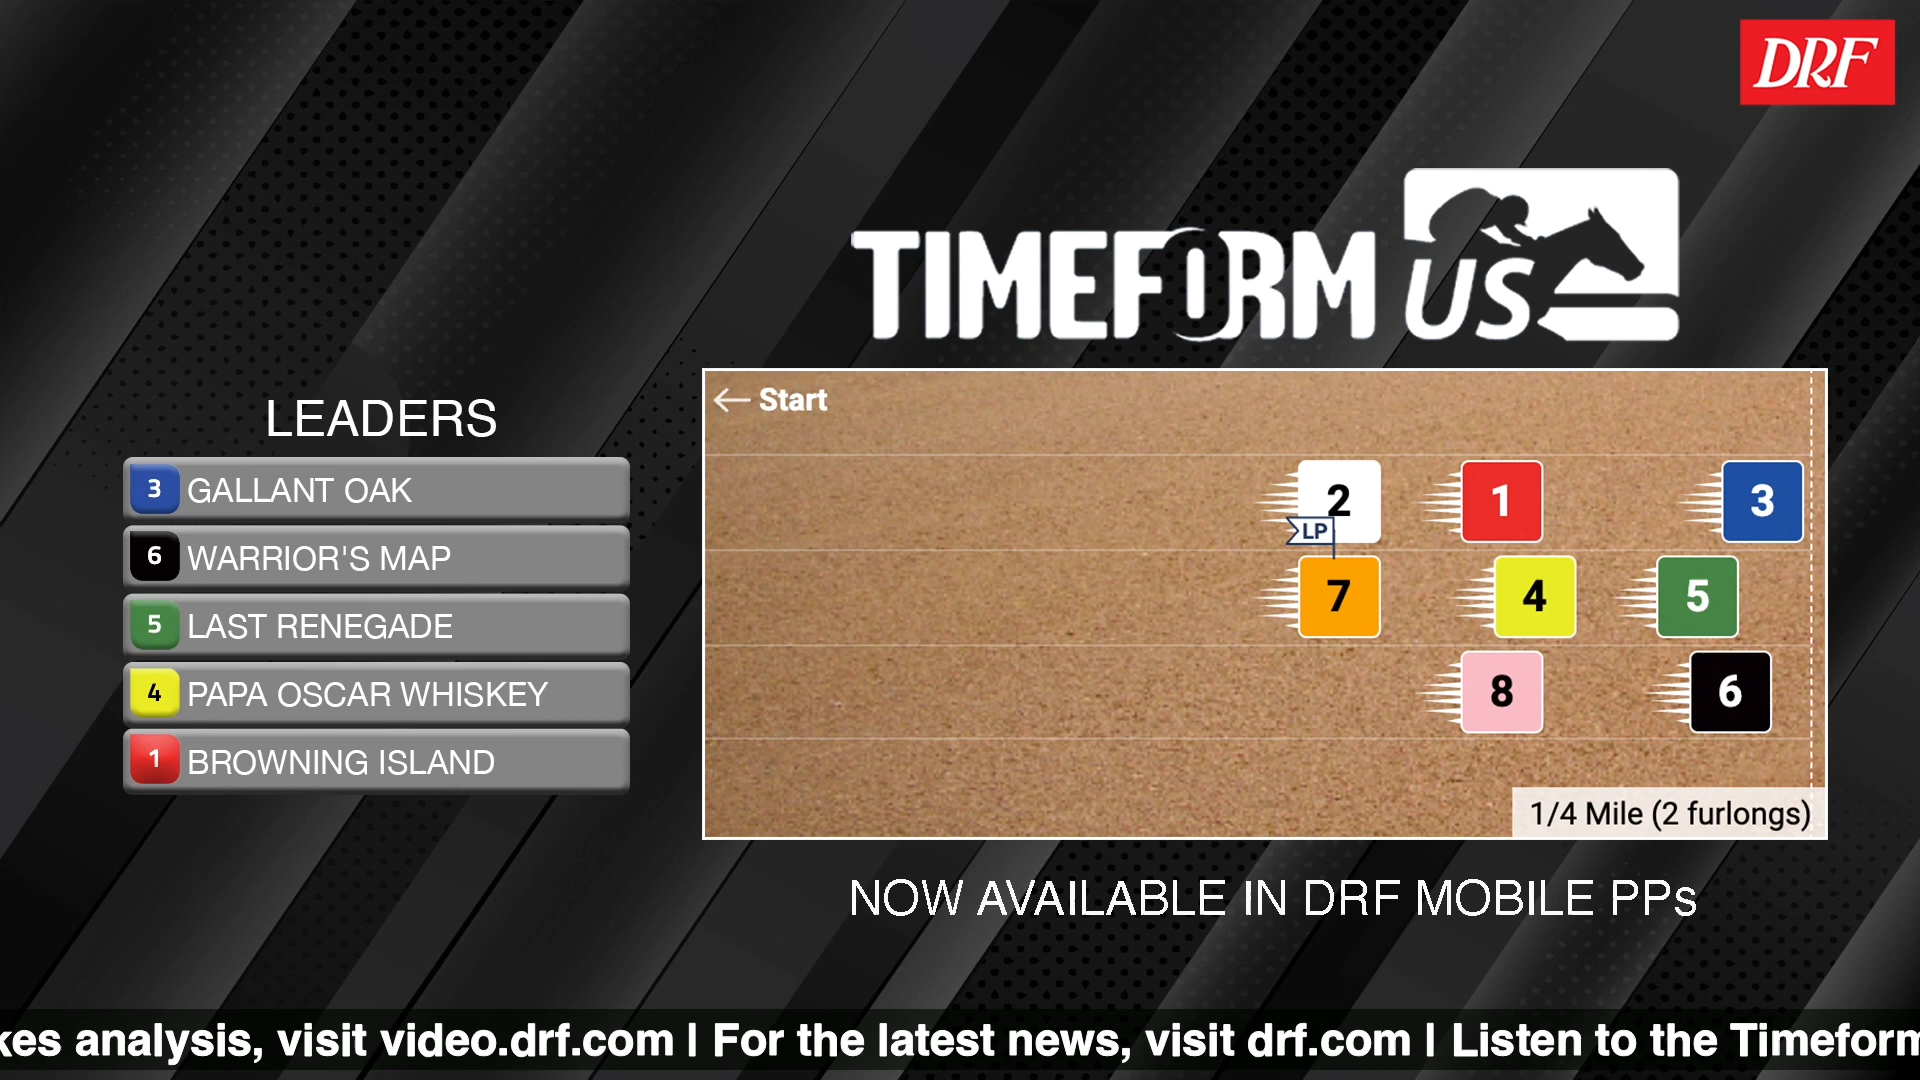 DRF
TIMEFORM US
LEADERS
3 GALLANT OAK
6 WARRIOR'S MAP
5 LAST RENEGADE
4 PAPA OSCAR WHISKEY
1 BROWNING ISLAND
← Start
2 1 3
LP
7 4 5
8 6
1/4 Mile (2 furlongs)
NOW AVAILABLE IN DRF MOBILE PPs
kes analysis, visit video.drf.com | For the latest news, visit drf.com | Listen to the Timeform